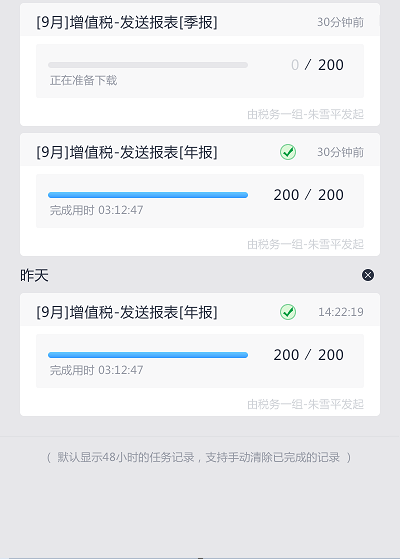 [9月]增值税-发送报表[季报] 30分钟前
0 / 200
正在准备下载
由税务一组-朱雪平发起
[9月]增值税-发送报表[年报] 30分钟前
200 / 200
完成用时 03:12:47
由税务一组-朱雪平发起
昨天
[9月]增值税-发送报表[年报] 14:22:19
200 / 200
完成用时 03:12:47
由税务一组-朱雪平发起
( 默认显示48小时的任务记录，支持手动清除已完成的记录 )